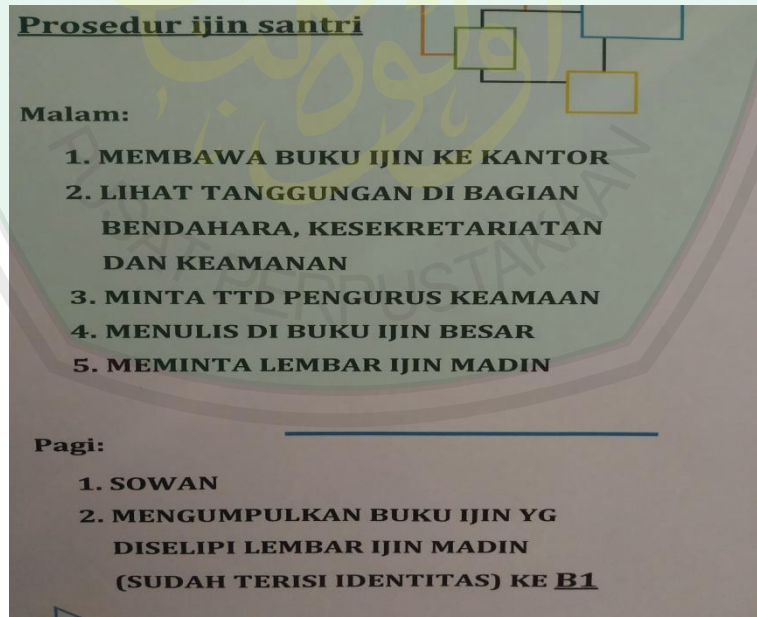 Prosedur ijin santri
Malam:
1. MEMBAWA BUKU IJIN KE KANTOR
2. LIHAT TANGGUNGAN DI BAGIAN
BENDAHARA, KESEKRETARIATAN
DAN KEAMANAN
3. MINTA TTD PENGURUS KEAMAAN
4. MENULIS DI BUKU IJIN BESAR
5. MEMINTA LEMBAR IJIN MADIN
Pagi:
1. SOWAN
2. MENGUMPULKAN BUKU IJIN YG
DISELIPI LEMBAR IJIN MADIN
(SUDAH TERISI IDENTITAS) KE B1
PUSAT PERPUSTAKAAN